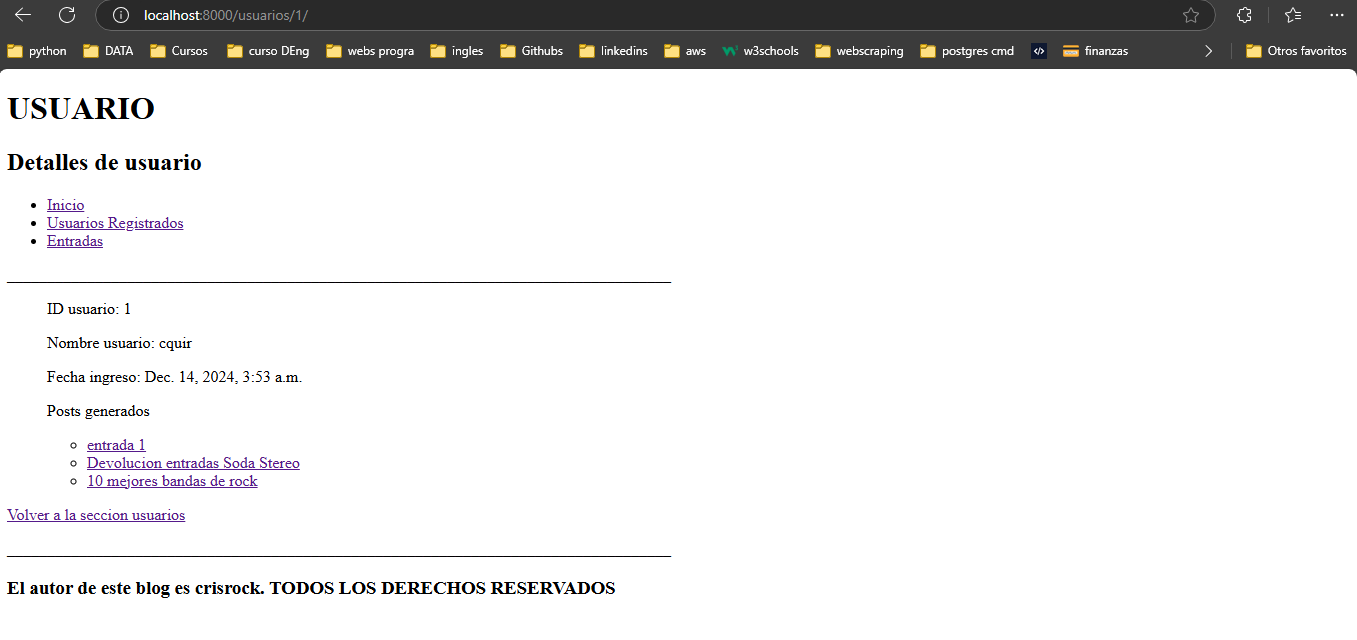 localhost:8000/usuarios/1/
python DATA Cursos curso DEng webs progra ingles Githubs linkedins aws w3schools webscraping postgres cmd finanzas Otros favoritos
USUARIO
Detalles de usuario
Inicio
Usuarios Registrados
Entradas
ID usuario: 1
Nombre usuario: cquir
Fecha ingreso: Dec. 14, 2024, 3:53 a.m.
Posts generados
entrada 1
Devolucion entradas Soda Stereo
10 mejores bandas de rock
Volver a la seccion usuarios
El autor de este blog es crisrock. TODOS LOS DERECHOS RESERVADOS